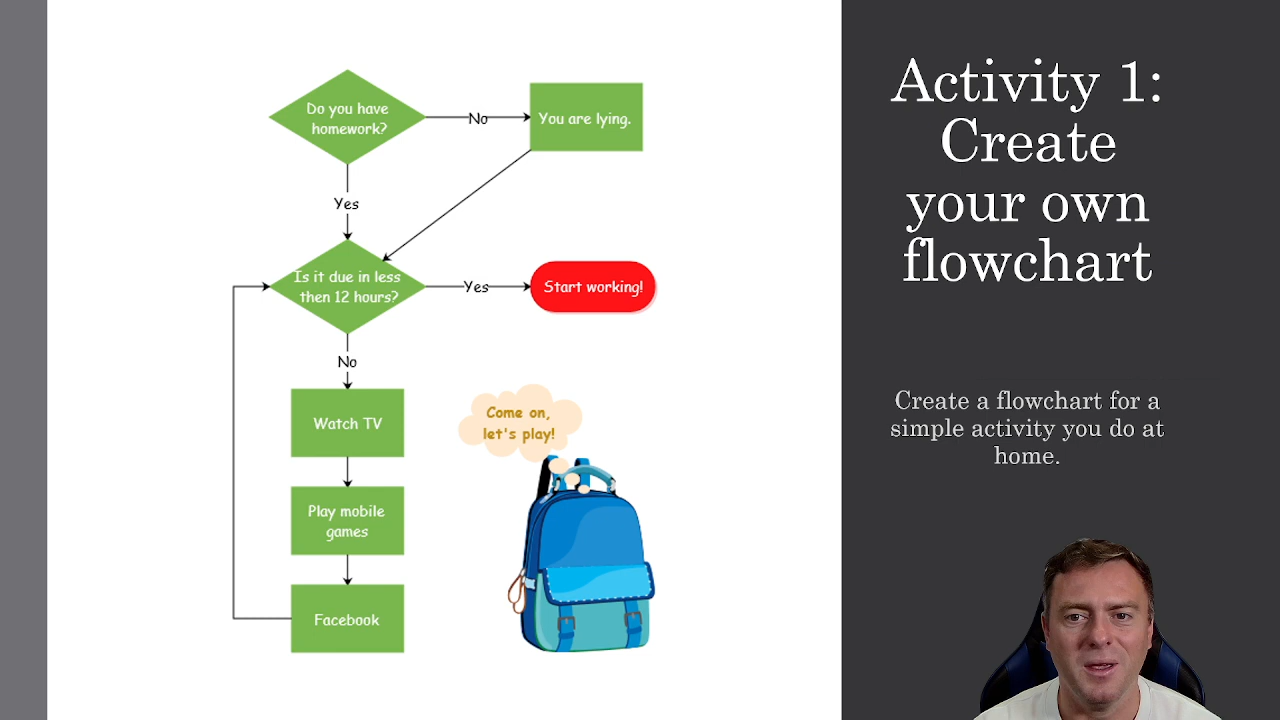 Do you have
homework?
No
You are lying.
Yes
Is it due in less
then 12 hours?
Yes
Start working!
No
Watch TV
Play mobile
games
Facebook
Come on,
let's play!
Activity 1:
Create
your own
flowchart
Create a flowchart for a
simple activity you do at
home.